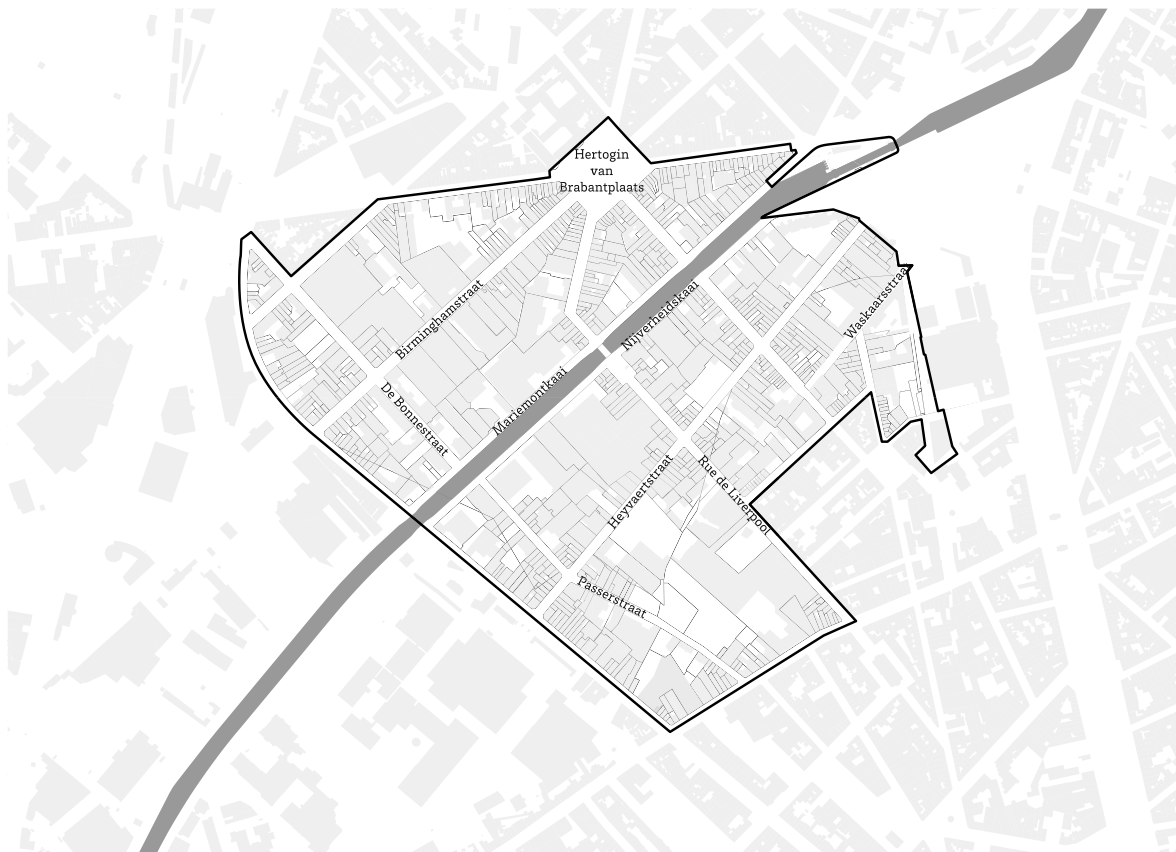 Hertogin
van
Brabantplaats
Birminghamstraat
Nijverheidskaai
Waskaarsstraat
Mariemontkaai
De Bonnestraat
Heyvaertstraat
Rue de Liverpool
Passerstraat